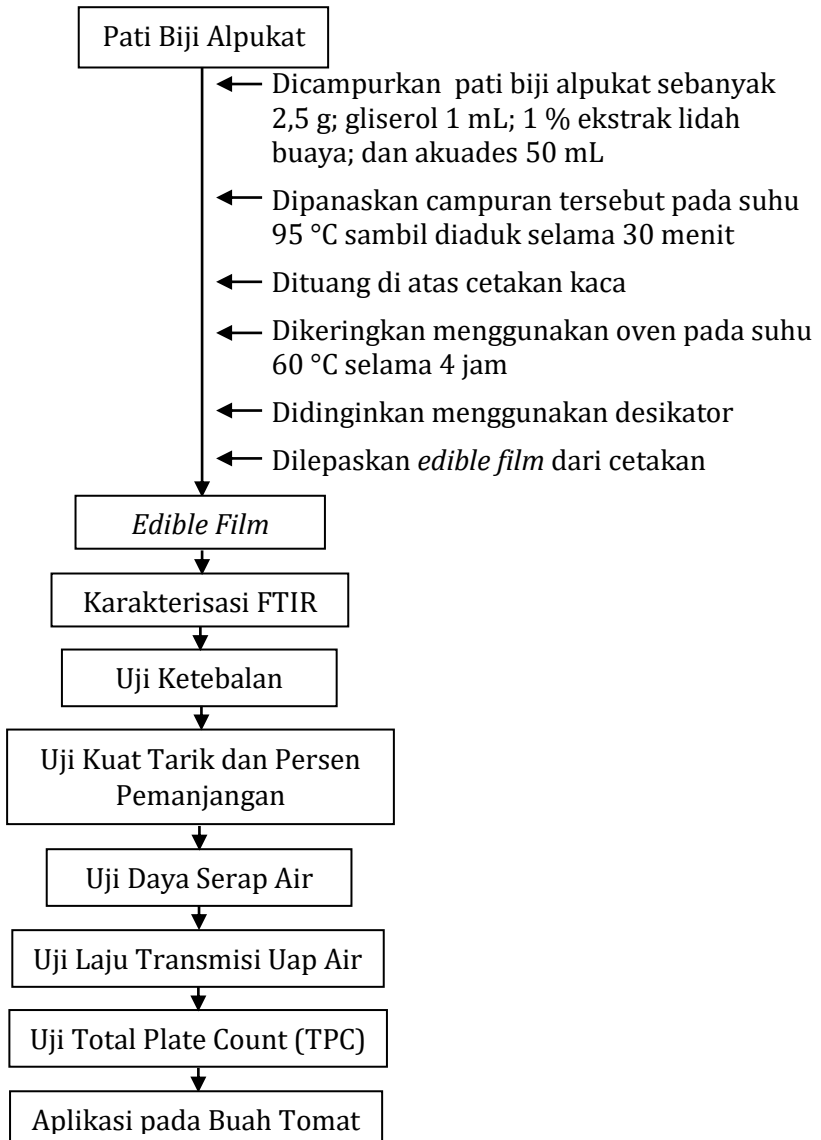 Pati Biji Alpukat
Dicampurkan pati biji alpukat sebanyak
2,5 g; gliserol 1 mL; 1 % ekstrak lidah
buaya; dan akuades 50 mL
Dipanaskan campuran tersebut pada suhu
95 °C sambil diaduk selama 30 menit
Dituang di atas cetakan kaca
Dikeringkan menggunakan oven pada suhu
60 °C selama 4 jam
Didinginkan menggunakan desikator
Dilepaskan edible film dari cetakan
Edible Film
Karakterisasi FTIR
Uji Ketebalan
Uji Kuat Tarik dan Persen
Pemanjangan
Uji Daya Serap Air
Uji Laju Transmisi Uap Air
Uji Total Plate Count (TPC)
Aplikasi pada Buah Tomat